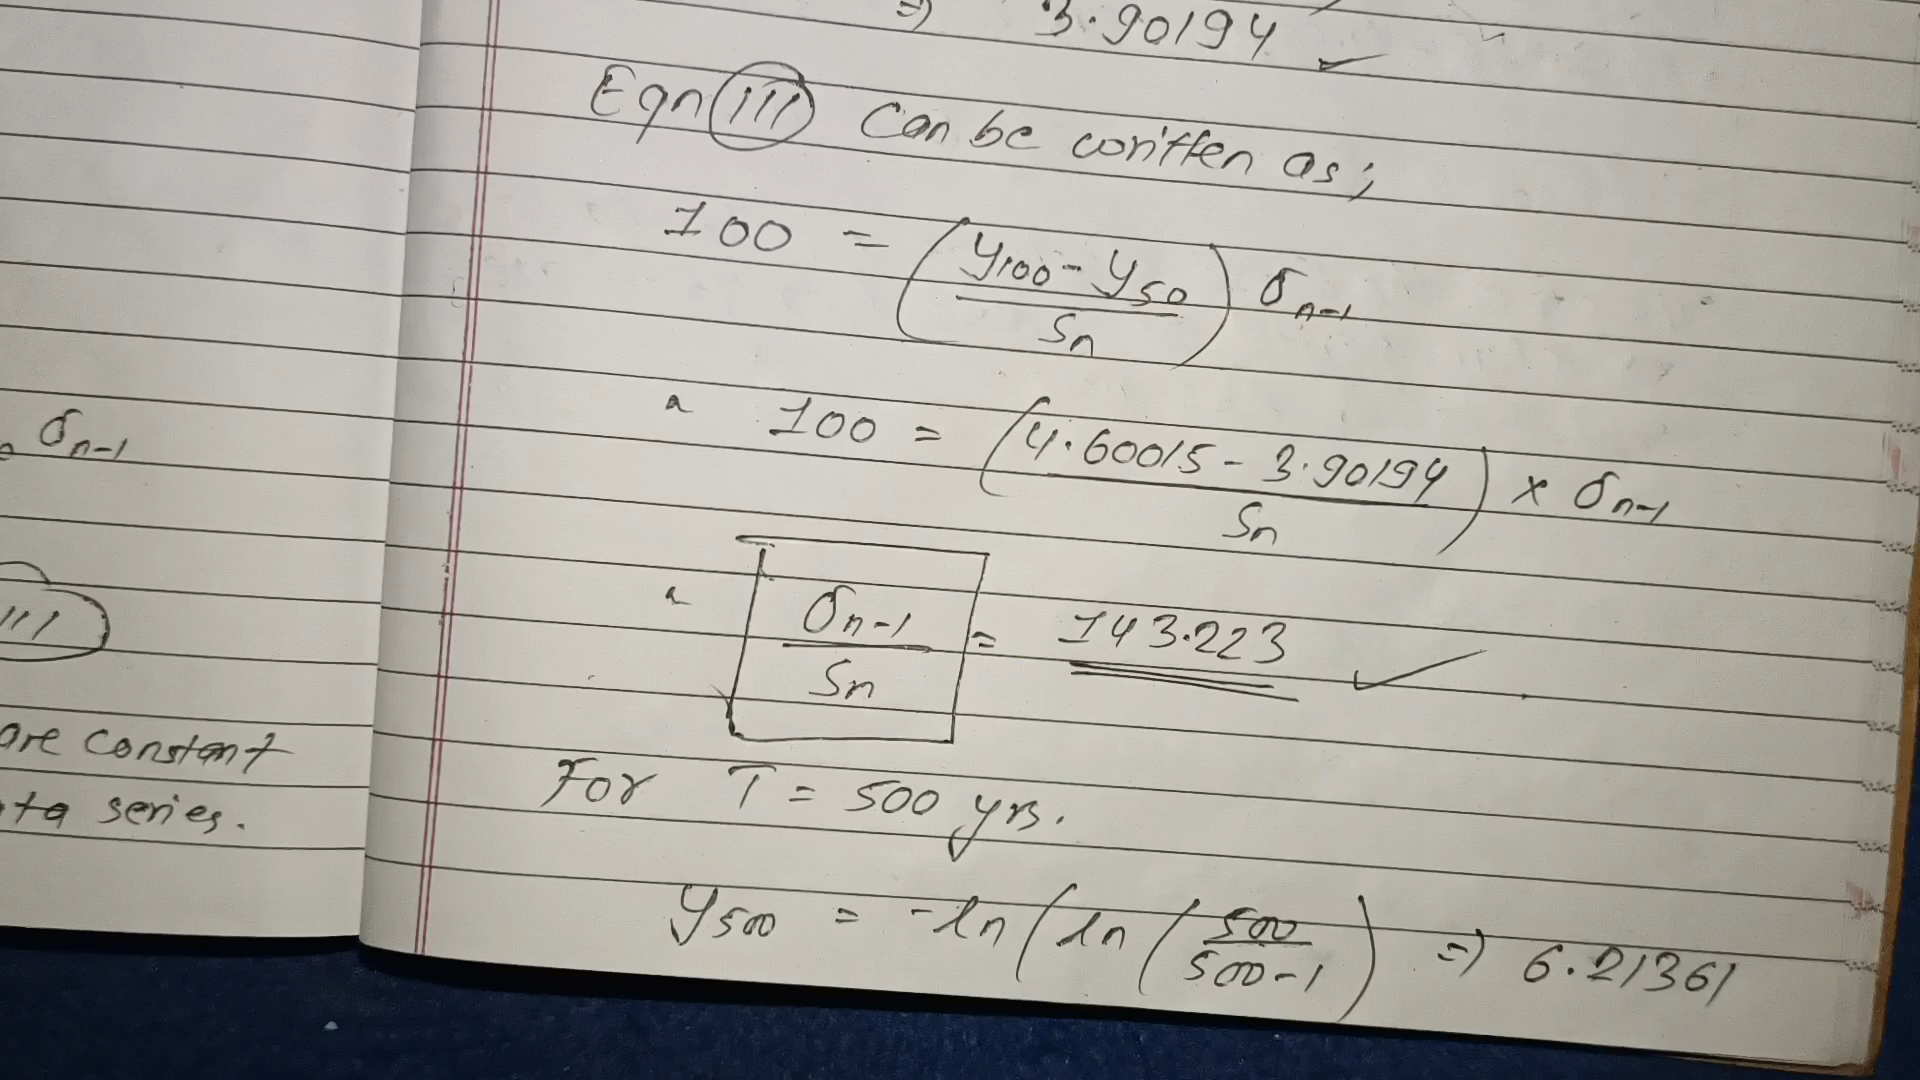 σn-1
III
are constant
series.
=> 3.90194 ✓
Eqn (III) can be written as;
100 = ((y100 - y50)/Sn) σn-1
100 = ((4.60015 - 3.90194)/Sn) × σn-1
σn-1/Sn = 143.223 ✓
For T = 500 yrs.
y500 = -ln(ln(500/500-1) => 6.21361